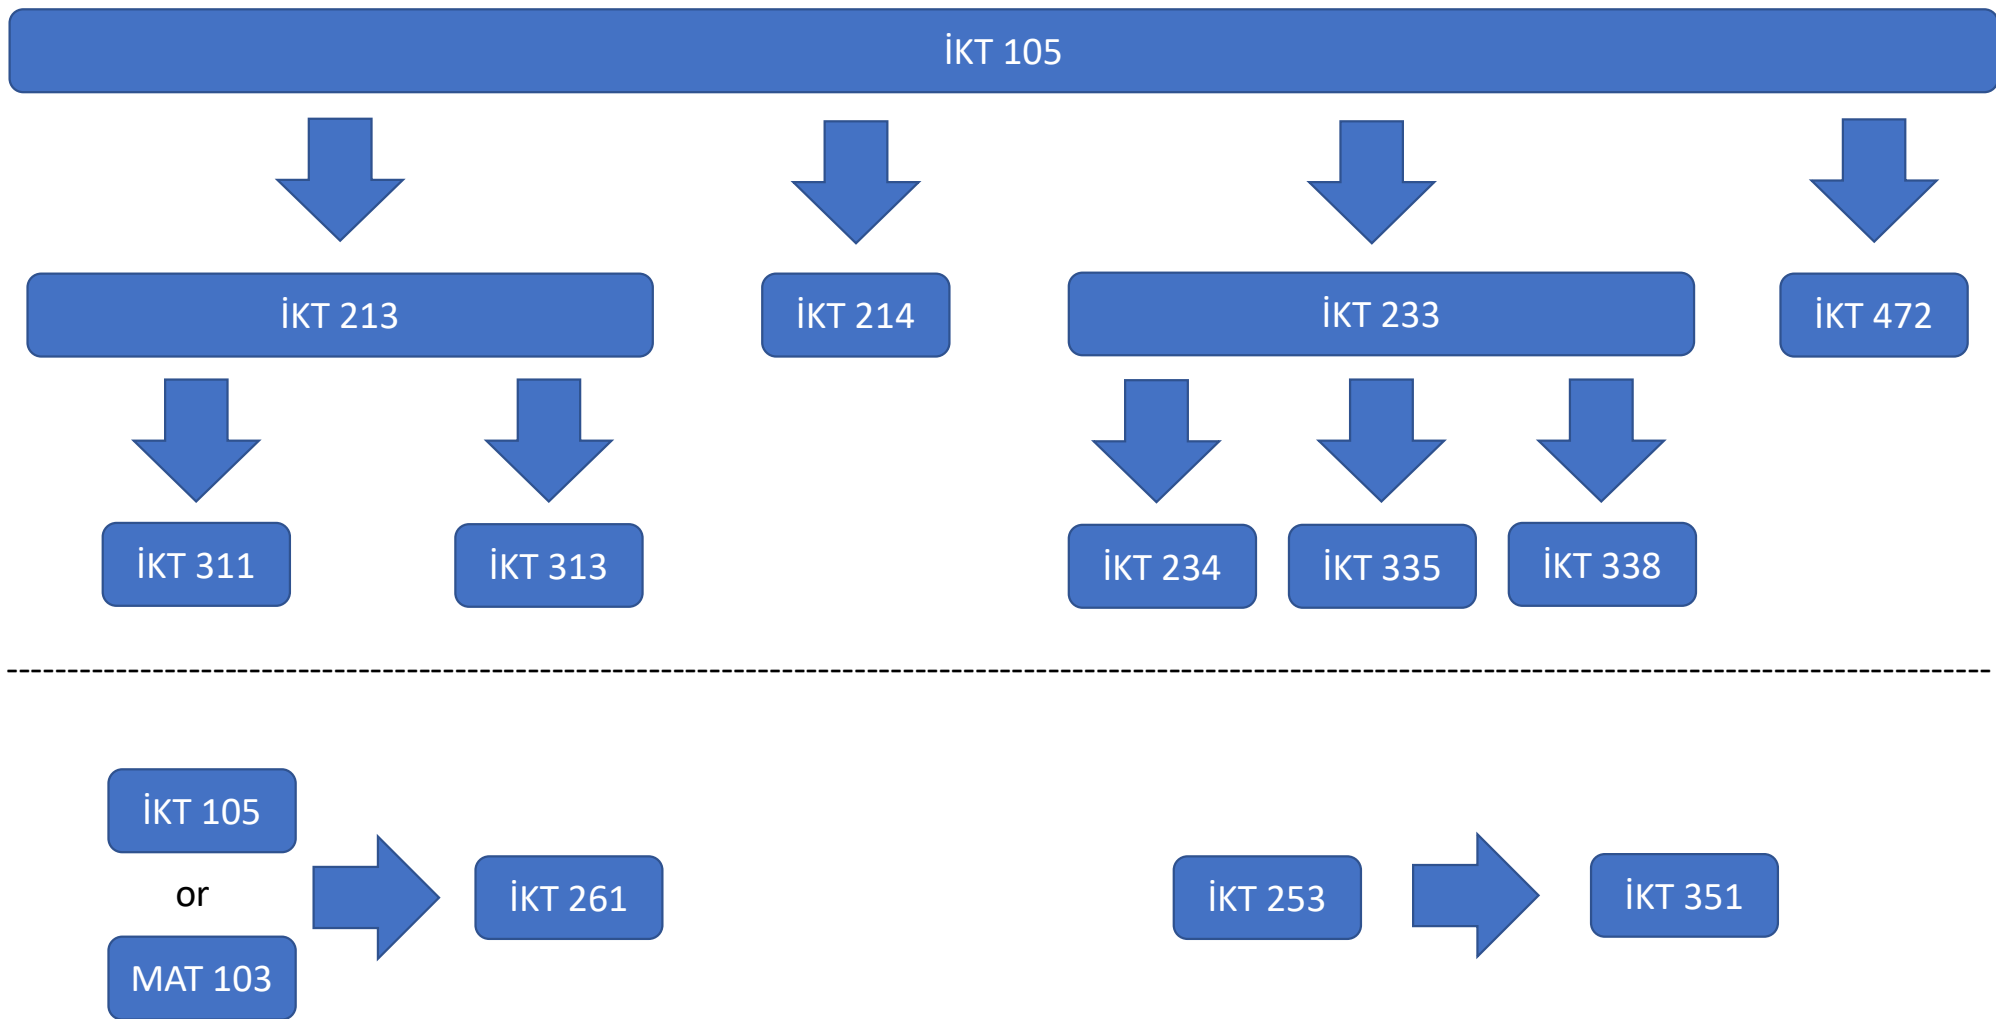 İKT 105
İKT 213
İKT 214
İKT 233
İKT 472
İKT 311
İKT 313
İKT 234
İKT 335
İKT 338
İKT 105
or
MAT 103
İKT 261
İKT 253
İKT 351